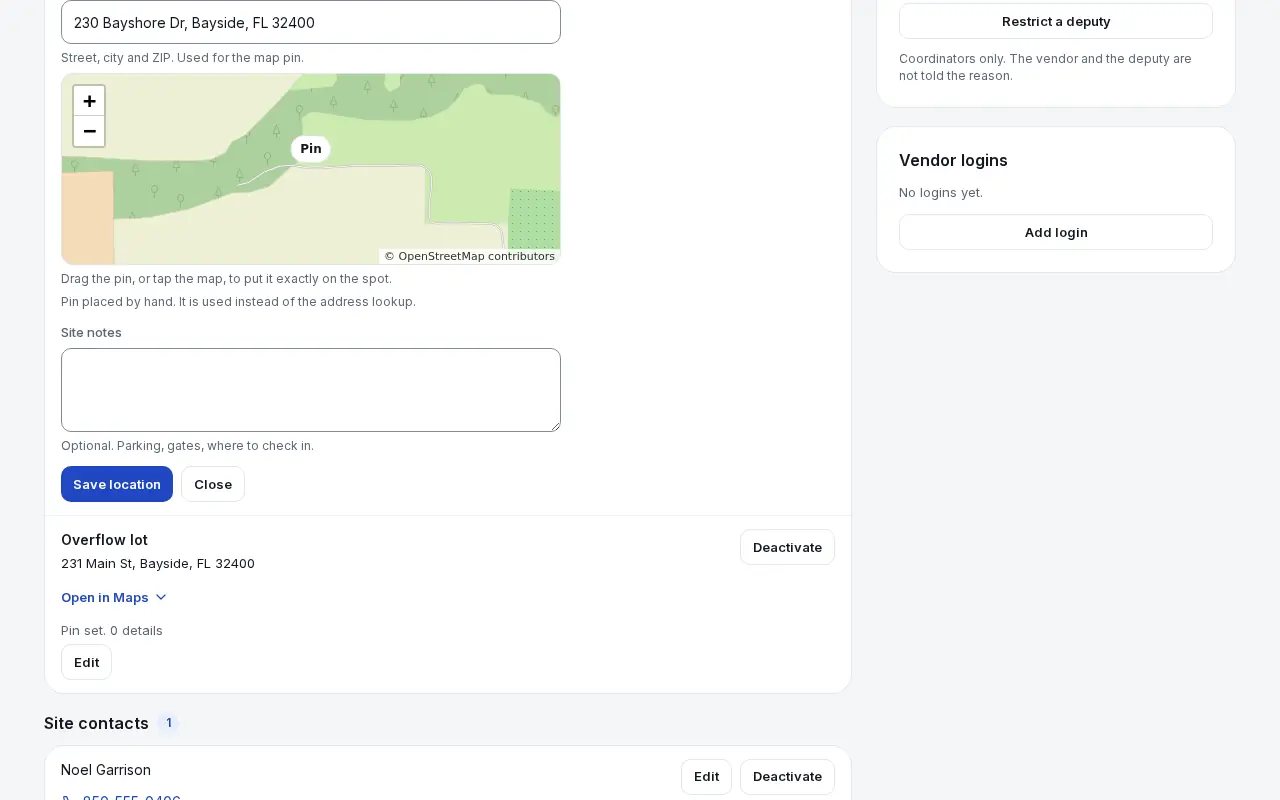 230 Bayshore Dr, Bayside, FL 32400
Street, city and ZIP. Used for the map pin.
+
−
Pin
© OpenStreetMap contributors
Drag the pin, or tap the map, to put it exactly on the spot.
Pin placed by hand. It is used instead of the address lookup.
Site notes
Optional. Parking, gates, where to check in.
Save location
Close
Overflow lot
Deactivate
231 Main St, Bayside, FL 32400
Open in Maps
Pin set. 0 details
Edit
Site contacts 1
Noel Garrison
Edit
Deactivate
850-555-0406
Restrict a deputy
Coordinators only. The vendor and the deputy are
not told the reason.
Vendor logins
No logins yet.
Add login